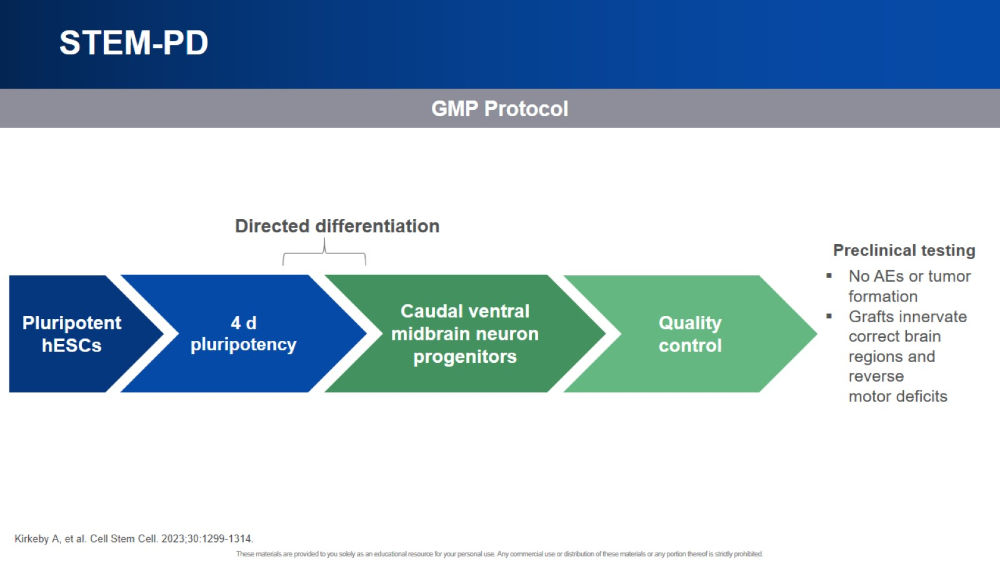 STEM-PD
GMP Protocol
Directed differentiation
Pluripotent
hESCs
4 d
pluripotency
Caudal ventral
midbrain neuron
progenitors
Quality
control
Preclinical testing
▪ No AEs or tumor
formation
▪ Grafts innervate
correct brain
regions and
reverse
motor deficits
Kirkeby A, et al. Cell Stem Cell. 2023;30:1299-1314.
These materials are provided to you solely as an educational resource for your personal use. Any commercial use or distribution of these materials or any portion thereof is strictly prohibited.